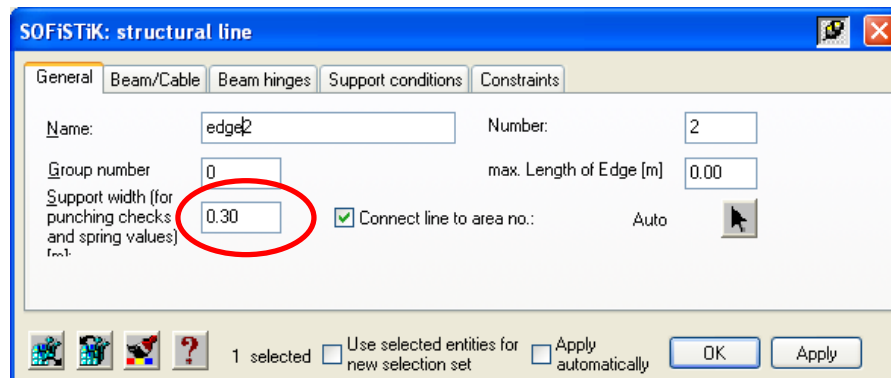 SOFiSTiK: structural line
General Beam/Cable Beam hinges Support conditions Constraints
Name: edge2 Number: 2
Group number 0 max. Length of Edge [m] 0.00
Support width (for
punching checks
and spring values)
[m]:
0.30 Connect line to area no.: Auto
1 selected Use selected entities for
new selection set
Apply
automatically
OK Apply